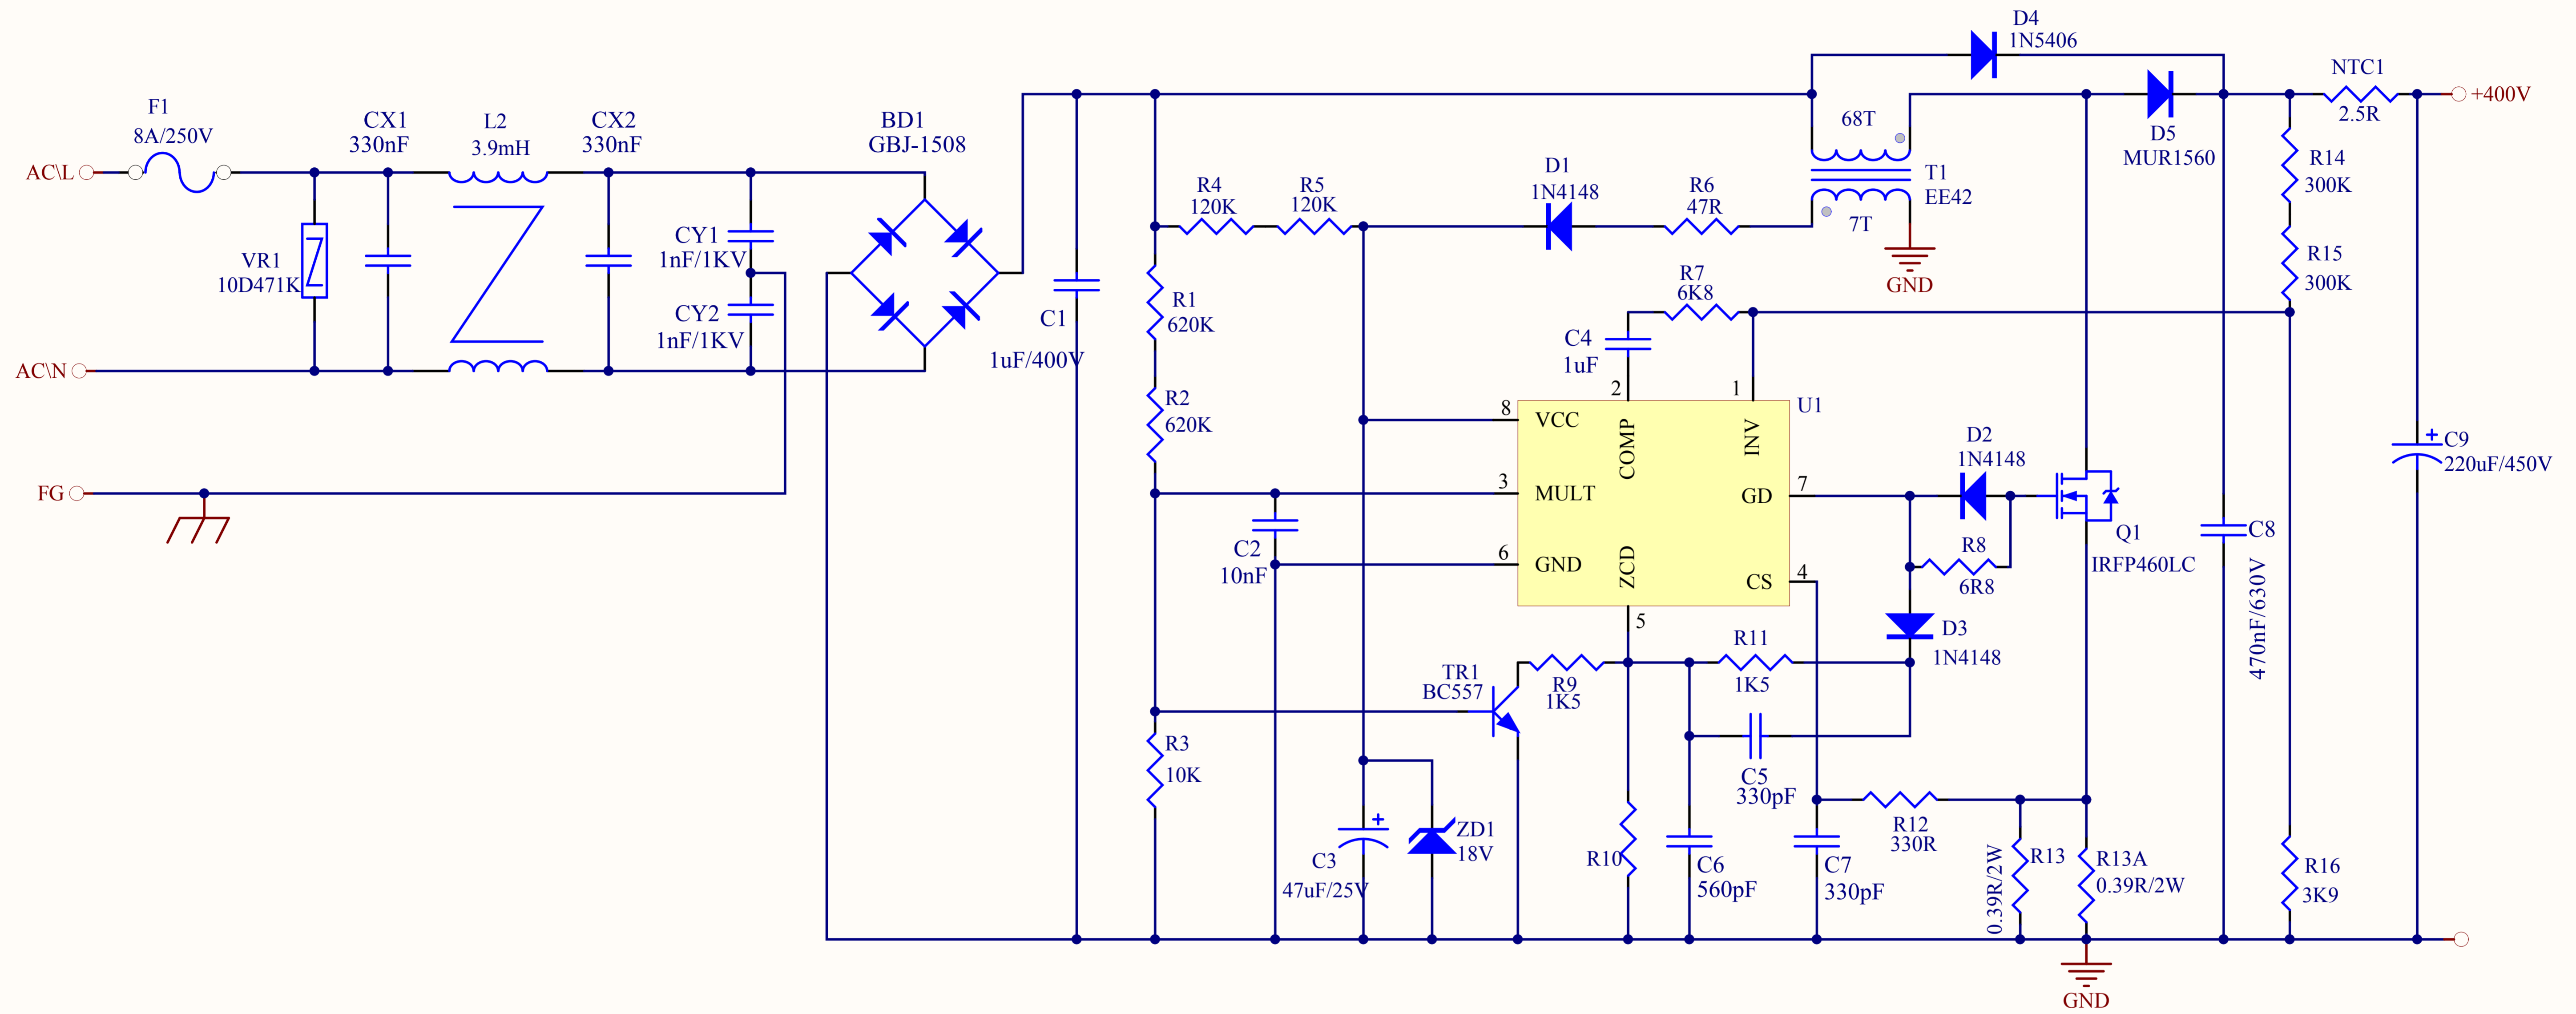 D4
1N5406
F1
8A/250V
CX1
330nF
L2
3.9mH
CX2
330nF
BD1
GBJ-1508
68T
NTC1
2.5R
+400V
D5
MUR1560
AC\L
R14
300K
D1
1N4148
R4
120K
R5
120K
R6
47R
T1
EE42
7T
VR1
10D471K
CY1
1nF/1KV
CY2
1nF/1KV
R15
300K
GND
R7
6K8
R1
620K
C1
1uF/400V
C4
1uF
AC\N
2
1
U1
R2
620K
8
VCC
COMP
INV
D2
1N4148
C9
220uF/450V
FG
3
MULT
GD
7
Q1
IRFP460LC
C8
470nF/630V
C2
10nF
6
GND
ZCD
CS
4
R8
6R8
5
D3
1N4148
TR1
BC557
R9
1K5
R11
1K5
R3
10K
C5
330pF
R12
330R
ZD1
18V
C3
47uF/25V
R10
C6
560pF
C7
330pF
0.39R/2W
R13
R13A
0.39R/2W
R16
3K9
GND